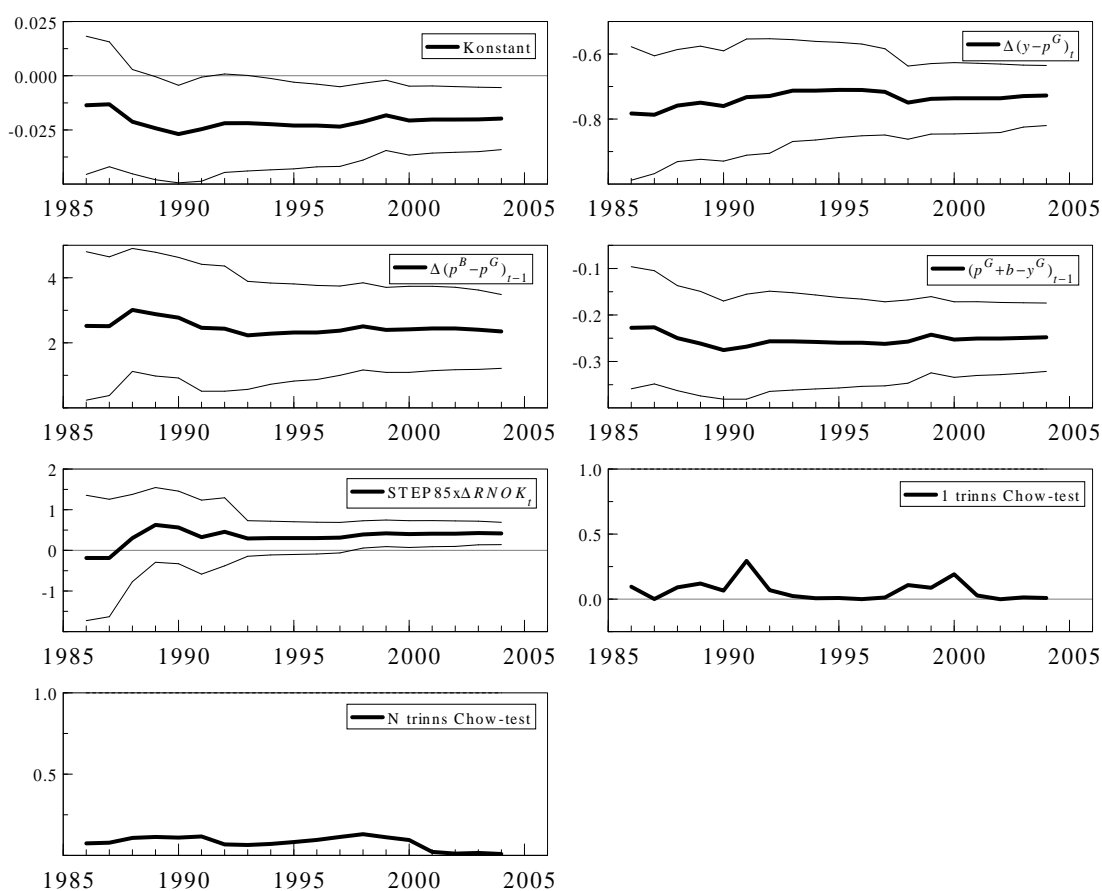 0.025
0.000
-0.025
Konstant
1985 1990 1995 2000 2005
-0.6
-0.8
Δ(y−p^G)_t
1985 1990 1995 2000 2005
4
2
Δ(p^B−p^G)_{t−1}
1985 1990 1995 2000 2005
-0.1
-0.2
-0.3
(p^G+b−y^G)_{t−1}
1985 1990 1995 2000 2005
2
1
0
-1
STEP85xΔRNOK_t
1985 1990 1995 2000 2005
1.0
0.5
0.0
1 trinns Chow-test
1985 1990 1995 2000 2005
1.0
0.5
N trinns Chow-test
1985 1990 1995 2000 2005